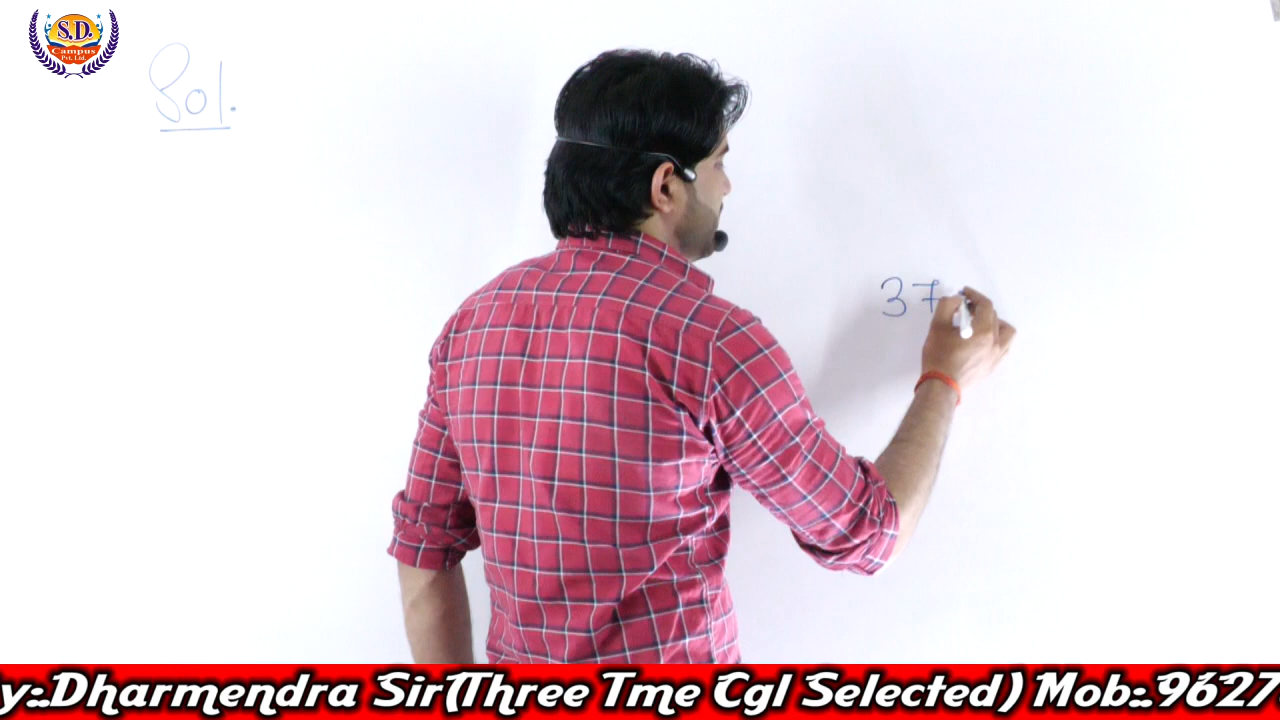 S.D.
Campus
Pvt. Ltd.
Sol.
37
y:.Dharmendra Sir(Three Tme Cgl Selected) Mob:.9627